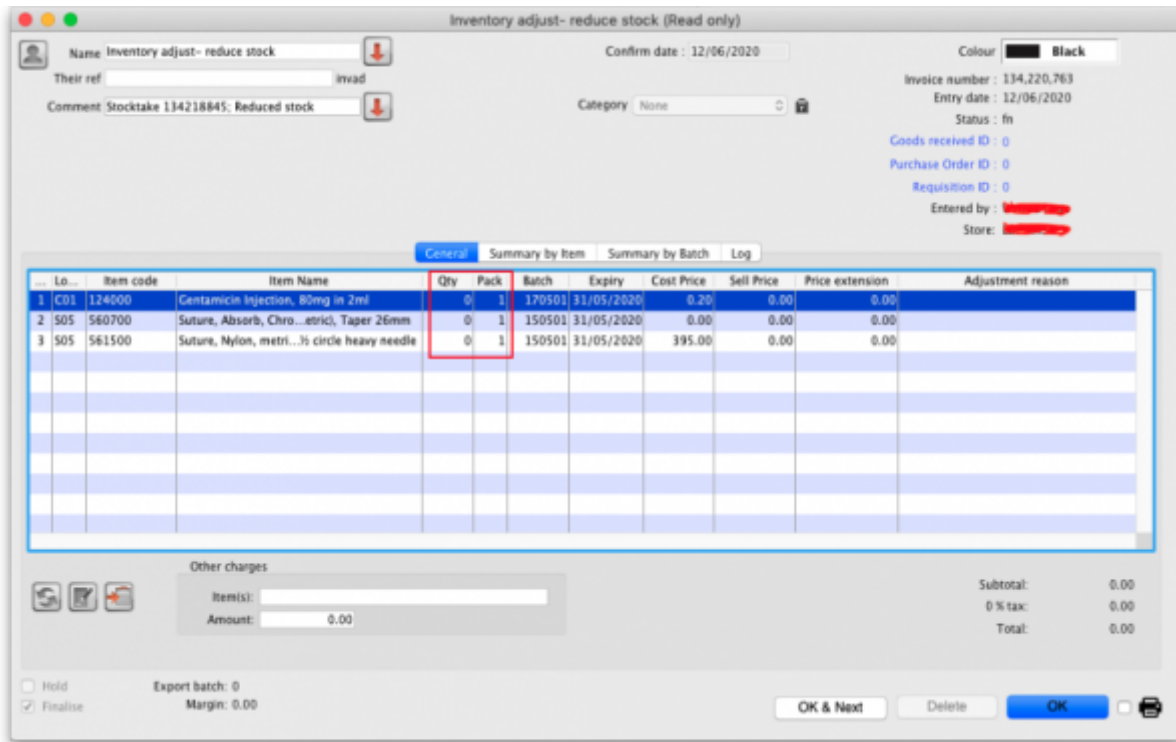 Inventory adjust- reduce stock (Read only)
Name Inventory adjust- reduce stock
Confirm date : 12/06/2020
Colour Black
Their ref invad
Invoice number : 134,220,763
Comment Stocktake 134218845; Reduced stock
Category None
Entry date : 12/06/2020
Status : fn
Goods received ID : 0
Purchase Order ID : 0
Requisition ID : 0
Entered by :
Store:
General Summary by Item Summary by Batch Log
... Lo... Item code Item Name Qty Pack Batch Expiry Cost Price Sell Price Price extension Adjustment reason
1 C01 124000 Gentamicin Injection, 80mg in 2ml 0 1 170501 31/05/2020 0.20 0.00 0.00
2 S05 560700 Suture, Absorb, Chro...etric), Taper 26mm 0 1 150501 31/05/2020 0.00 0.00 0.00
3 S05 561500 Suture, Nylon, metri...½ circle heavy needle 0 1 150501 31/05/2020 395.00 0.00 0.00
Other charges
Item(s):
Amount: 0.00
Subtotal: 0.00
0 % tax: 0.00
Total: 0.00
Hold
Export batch: 0
Finalise
Margin: 0.00
OK & Next Delete OK